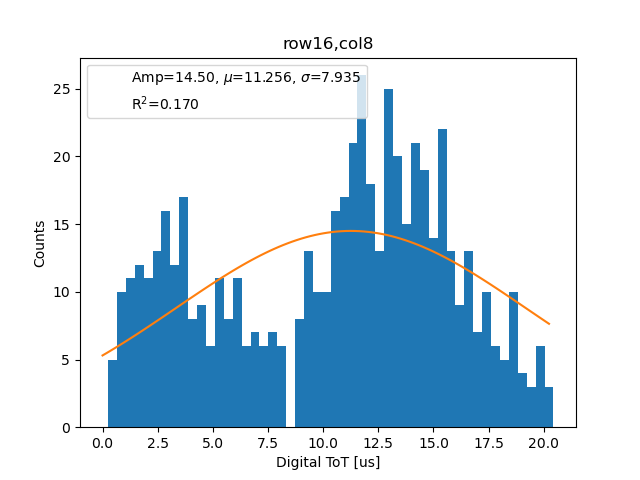 row16,col8
Amp=14.50, μ=11.256, σ=7.935
R²=0.170
Counts
25
20
15
10
5
0
0.0 2.5 5.0 7.5 10.0 12.5 15.0 17.5 20.0
Digital ToT [us]